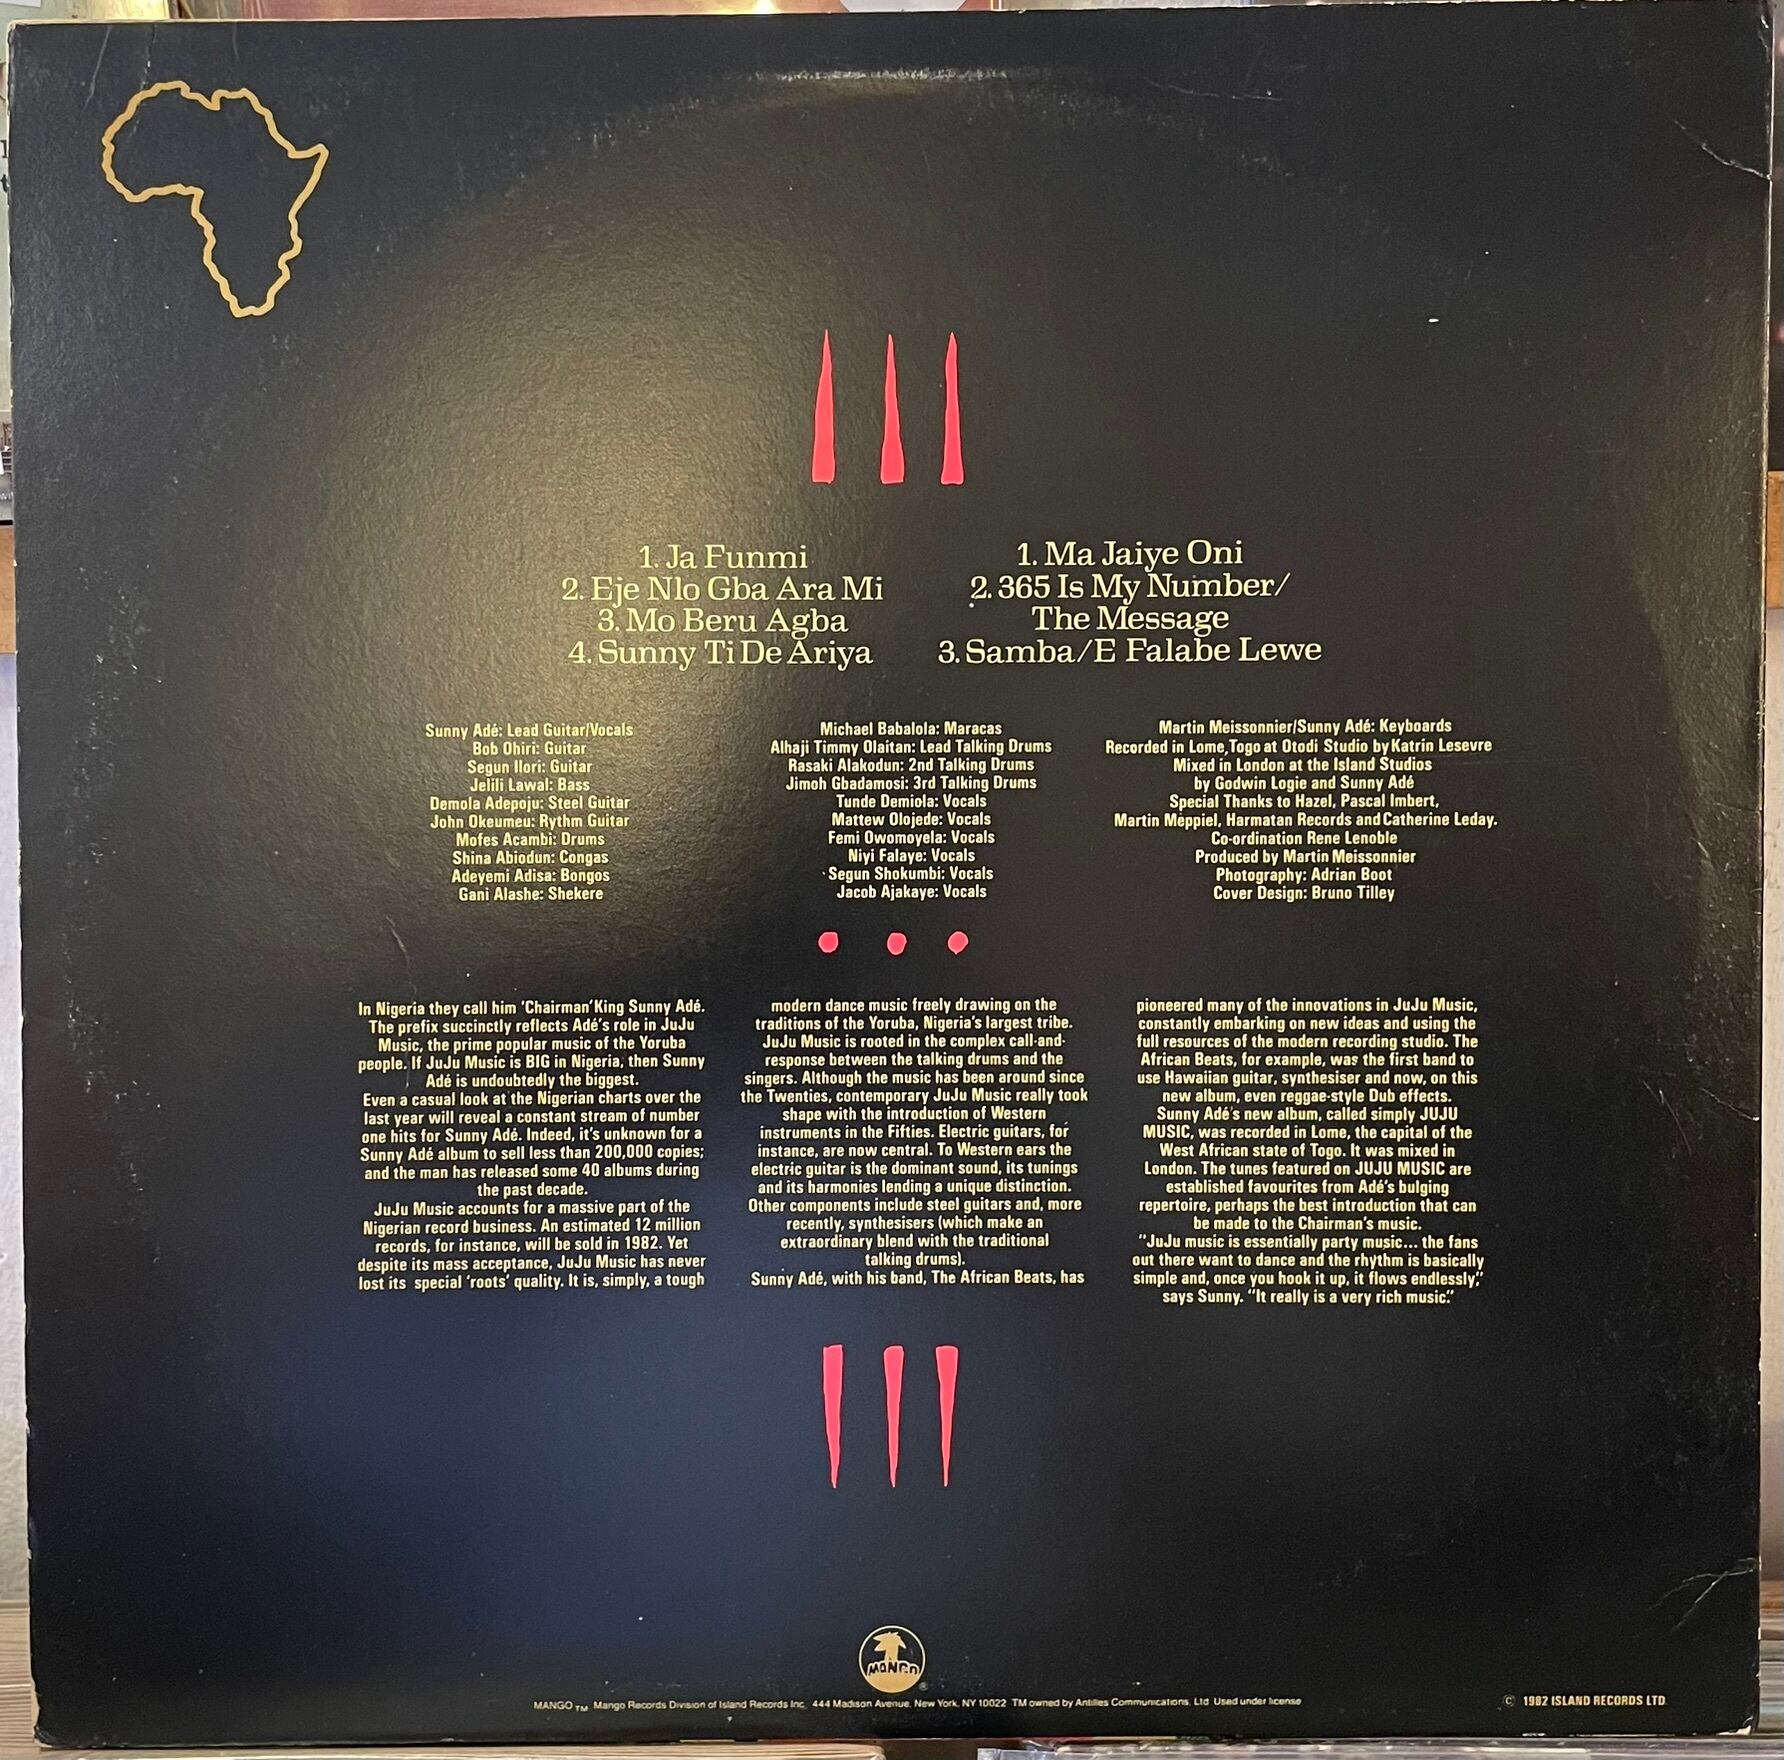 1. Ja Funmi
2. Eje Nlo Gba Ara Mi
3. Mo Beru Agba
4. Sunny Ti De Ariya
1. Ma Jaiye Oni
2. 365 Is My Number/
The Message
3. Samba/E Falabe Lewe
Sunny Adé: Lead Guitar/Vocals
Bob Ohiri: Guitar
Segun Ilori: Guitar
Jelili Lawal: Bass
Demola Adepoju: Steel Guitar
John Okeumeu: Rythm Guitar
Mofes Acambi: Drums
Shina Abiodun: Congas
Adeyemi Adisa: Bongos
Gani Alashe: Shekere
Michael Babalola: Maracas
Alhaji Timmy Olaitan: Lead Talking Drums
Rasaki Alakodun: 2nd Talking Drums
Jimoh Gbadamosi: 3rd Talking Drums
Tunde Demiola: Vocals
Mattew Olojede: Vocals
Femi Owomoyela: Vocals
Niyi Falaye: Vocals
Segun Shokumbi: Vocals
Jacob Ajakaye: Vocals
Martin Meissonnier/Sunny Adé: Keyboards
Recorded in Lome, Togo at Otodi Studio by Katrin Lesevre
Mixed in London at the Island Studios
by Godwin Logie and Sunny Adé
Special Thanks to Hazel, Pascal Imbert,
Martin Meppiel, Harmatan Records and Catherine Leday.
Co-ordination Rene Lenoble
Produced by Martin Meissonnier
Photography: Adrian Boot
Cover Design: Bruno Tilley
In Nigeria they call him 'Chairman' King Sunny Adé.
The prefix succinctly reflects Adé's role in JuJu
Music, the prime popular music of the Yoruba
people. If JuJu Music is BIG in Nigeria, then Sunny
Adé is undoubtedly the biggest.
Even a casual look at the Nigerian charts over the
last year will reveal a constant stream of number
one hits for Sunny Adé. Indeed, it's unknown for a
Sunny Adé album to sell less than 200,000 copies;
and the man has released some 40 albums during
the past decade.
JuJu Music accounts for a massive part of the
Nigerian record business. An estimated 12 million
records, for instance, will be sold in 1982. Yet
despite its mass acceptance, JuJu Music has never
lost its special 'roots' quality. It is, simply, a tough
modern dance music freely drawing on the
traditions of the Yoruba, Nigeria's largest tribe.
JuJu Music is rooted in the complex call-and-
response between the talking drums and the
singers. Although the music has been around since
the Twenties, contemporary JuJu Music really took
shape with the introduction of Western
instruments in the Fifties. Electric guitars, for
instance, are now central. To Western ears the
electric guitar is the dominant sound, its tunings
and its harmonies lending a unique distinction.
Other components include steel guitars and, more
recently, synthesisers (which make an
extraordinary blend with the traditional
talking drums).
Sunny Adé, with his band, The African Beats, has
pioneered many of the innovations in JuJu Music,
constantly embarking on new ideas and using the
full resources of the modern recording studio. The
African Beats, for example, was the first band to
use Hawaiian guitar, synthesiser and now, on this
new album, even reggae-style Dub effects.
Sunny Adé's new album, called simply JUJU
MUSIC, was recorded in Lome, the capital of the
West African state of Togo. It was mixed in
London. The tunes featured on JUJU MUSIC are
established favourites from Adé's bulging
repertoire, perhaps the best introduction that can
be made to the Chairman's music.
"JuJu music is essentially party music... the fans
out there want to dance and the rhythm is basically
simple and, once you hook it up, it flows endlessly,"
says Sunny. "It really is a very rich music."
MANGO
®
MANGO TM Mango Records Division of Island Records Inc. 444 Madison Avenue, New York, NY 10022 TM owned by Antilles Communications, Ltd Used under license
© 1982 ISLAND RECORDS LTD